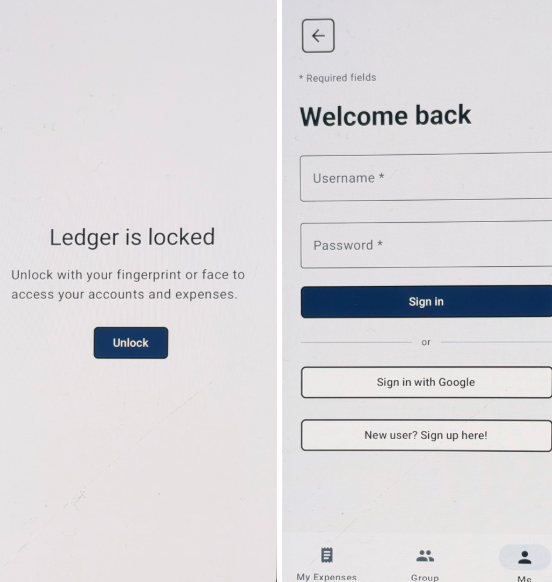 Ledger is locked
Unlock with your fingerprint or face to
access your accounts and expenses.
Unlock
* Required fields
Welcome back
Username *
Password *
Sign in
or
Sign in with Google
New user? Sign up here!
My Expenses
Group
Me